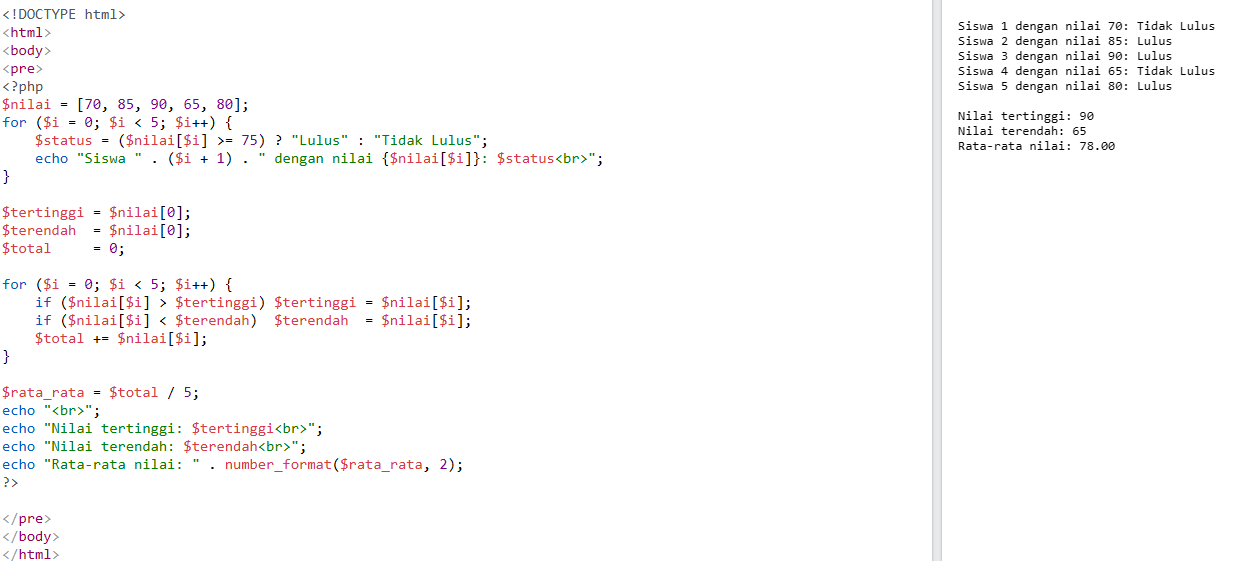 <!DOCTYPE html>
<html>
<body>
<pre>
<?php
$nilai = [70, 85, 90, 65, 80];
for ($i = 0; $i < 5; $i++) {
    $status = ($nilai[$i] >= 75) ? "Lulus" : "Tidak Lulus";
    echo "Siswa " . ($i + 1) . " dengan nilai {$nilai[$i]}: $status<br>";
}

$tertinggi = $nilai[0];
$terendah  = $nilai[0];
$total     = 0;

for ($i = 0; $i < 5; $i++) {
    if ($nilai[$i] > $tertinggi) $tertinggi = $nilai[$i];
    if ($nilai[$i] < $terendah)  $terendah  = $nilai[$i];
    $total += $nilai[$i];
}

$rata_rata = $total / 5;
echo "<br>";
echo "Nilai tertinggi: $tertinggi<br>";
echo "Nilai terendah: $terendah<br>";
echo "Rata-rata nilai: " . number_format($rata_rata, 2);
?>

</pre>
</body>
</html>
Siswa 1 dengan nilai 70: Tidak Lulus
Siswa 2 dengan nilai 85: Lulus
Siswa 3 dengan nilai 90: Lulus
Siswa 4 dengan nilai 65: Tidak Lulus
Siswa 5 dengan nilai 80: Lulus

Nilai tertinggi: 90
Nilai terendah: 65
Rata-rata nilai: 78.00